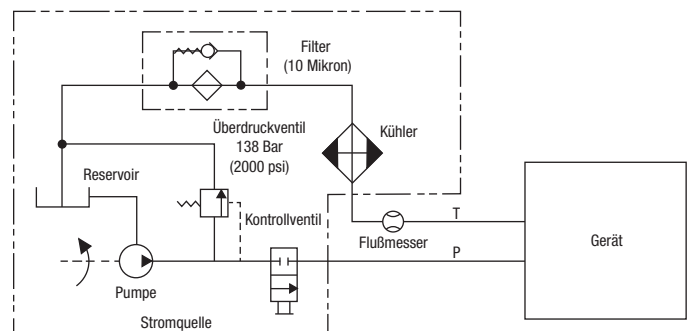 Filter
(10 Mikron)
Überdruckventil
138 Bar
(2000 psi)
Kühler
Reservoir
Kontrollventil
T
Flußmesser
Gerät
P
Pumpe
Stromquelle